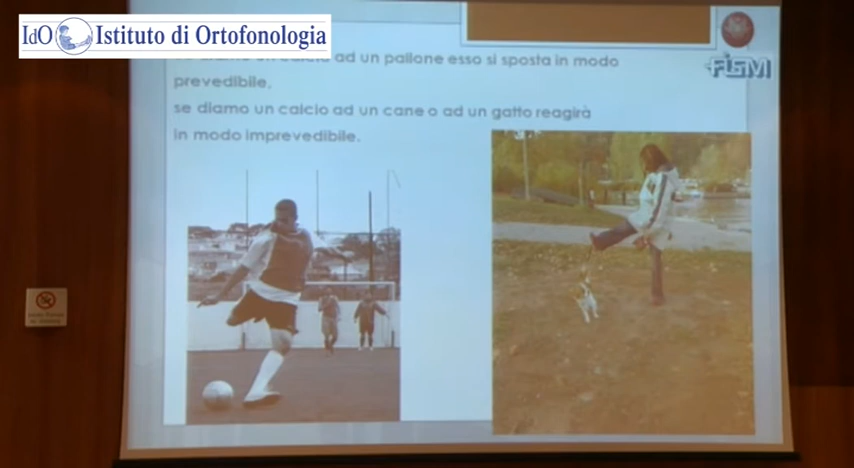 IdO Istituto di Ortofonologia
ad un pallone esso si sposta in modo
prevedibile,
se diamo un calcio ad un cane o ad un gatto reagirà
in modo imprevedibile.
FISM